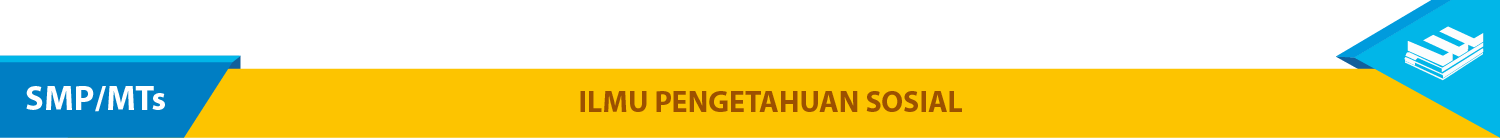 SMP/MTs
ILMU PENGETAHUAN SOSIAL